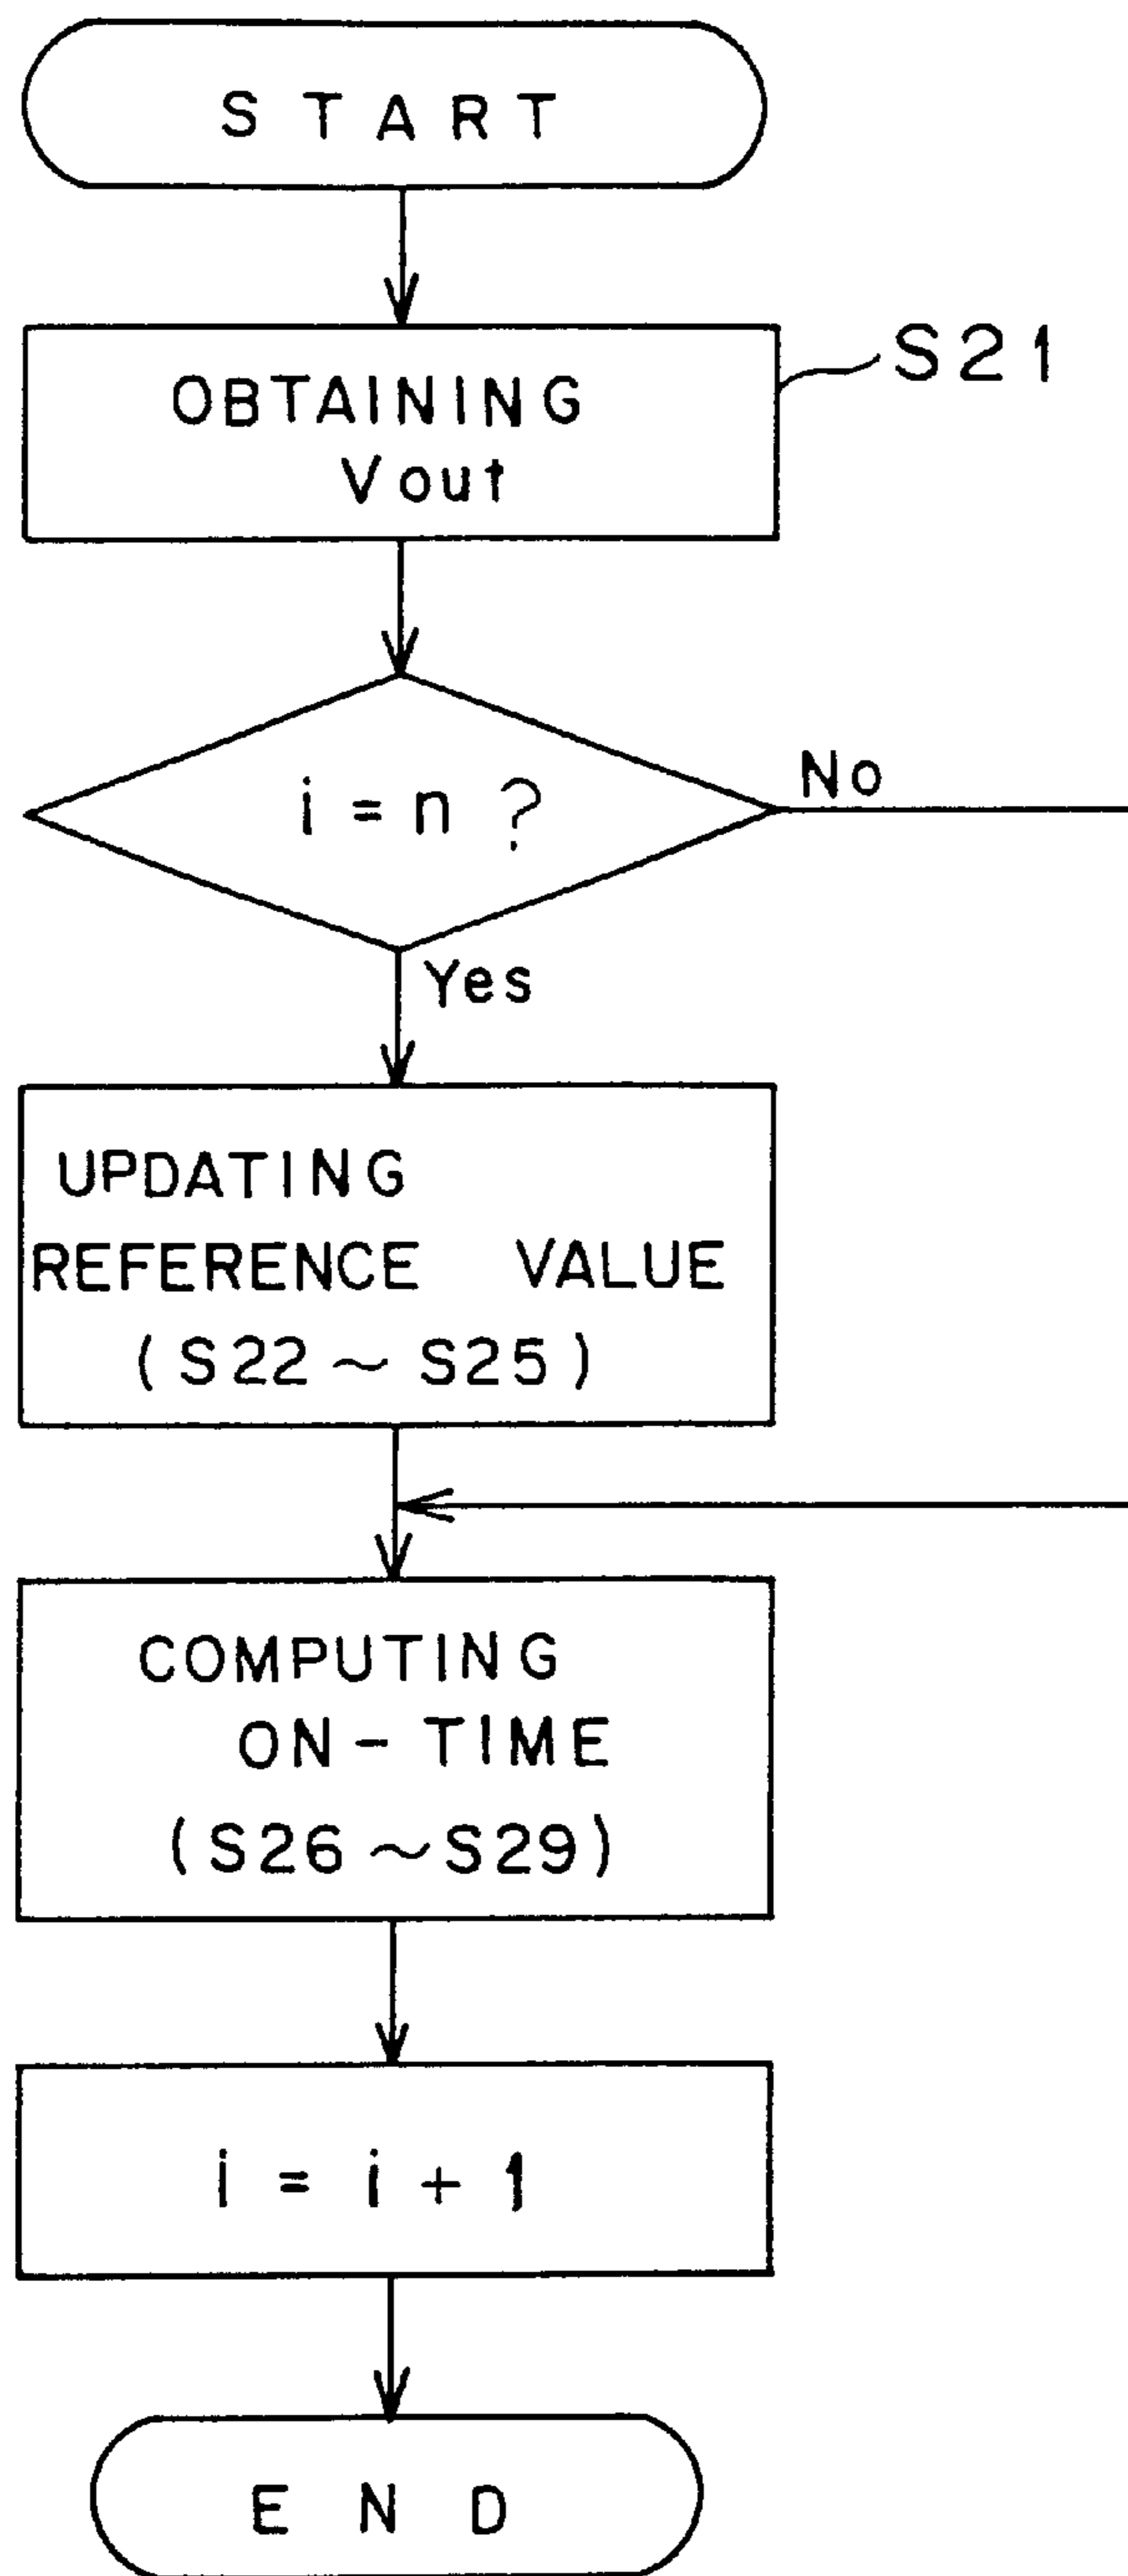 START
OBTAINING
Vout
S21
i = n ?
No
Yes
UPDATING
REFERENCE VALUE
(S22~S25)
COMPUTING
ON-TIME
(S26~S29)
i = i + 1
END